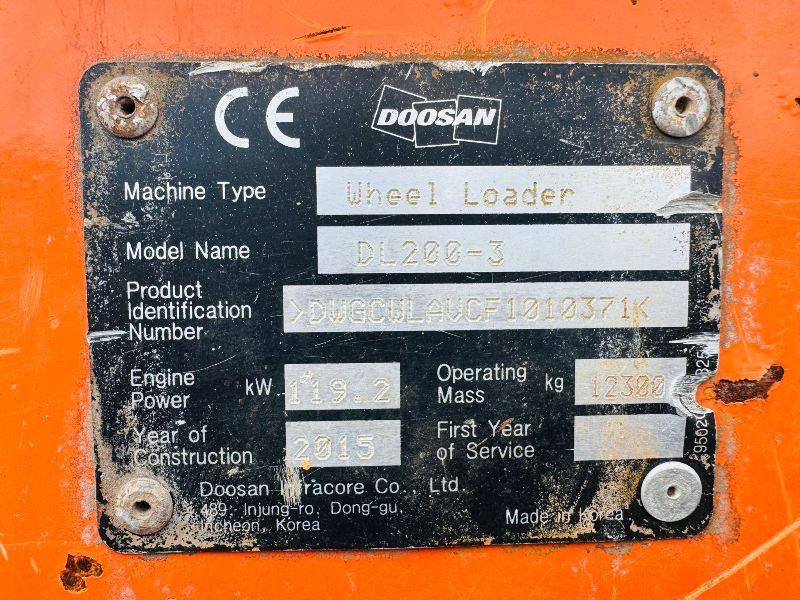 CE DOOSAN
Machine Type Wheel Loader
Model Name DL200-3
Product
Identification >DWGCWLAVCF1010371K
Number
Engine Power kW 119.2 Operating Mass kg 12300
Year of Construction 2015 First Year of Service
Doosan Infracore Co., Ltd.
489, Injung-ro, Dong-gu,
Incheon, Korea Made in Korea